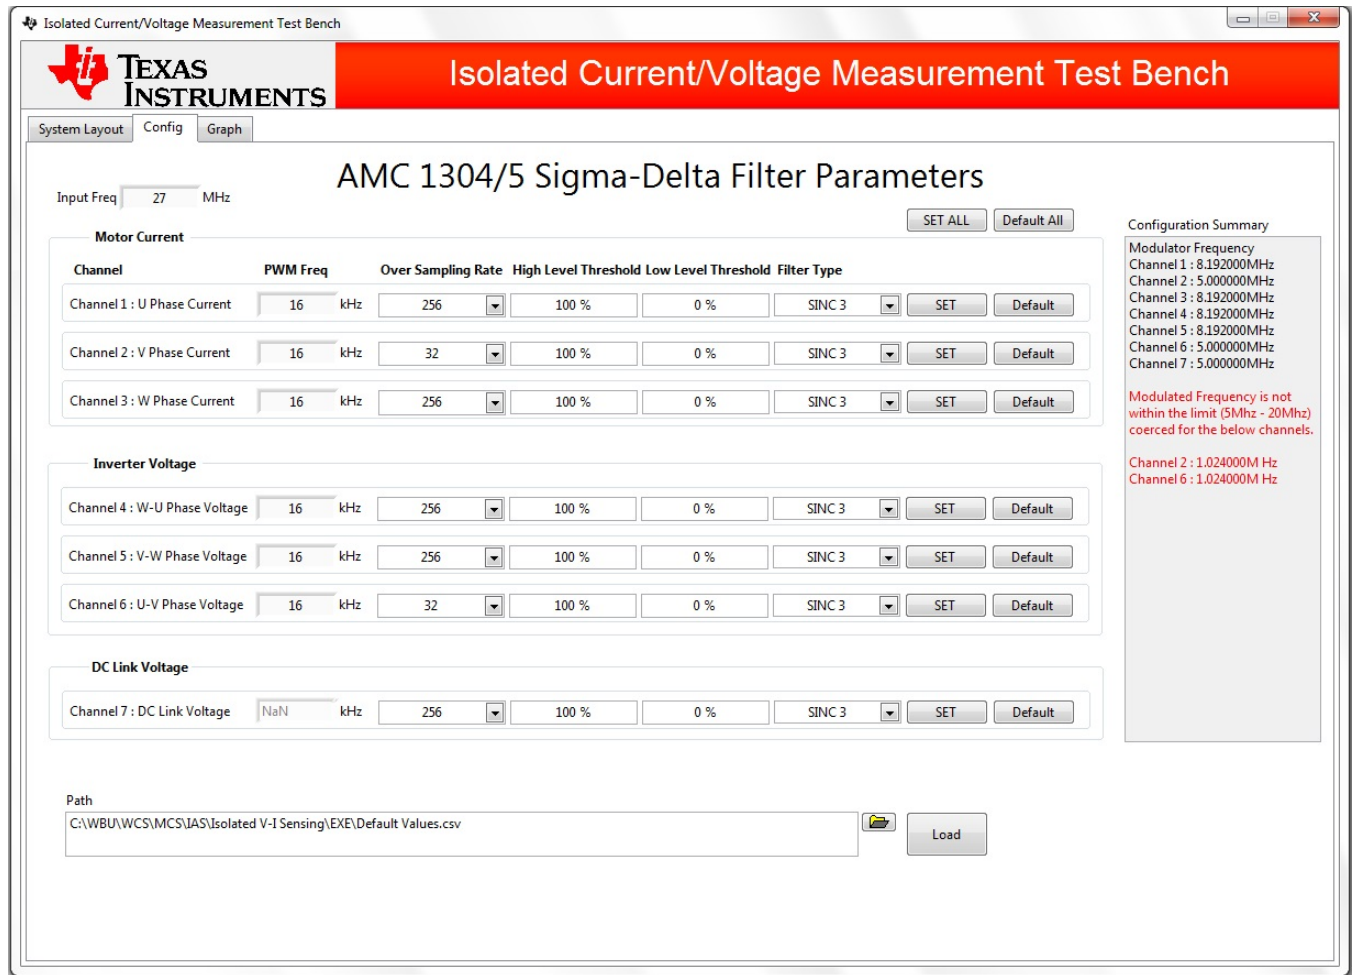 Isolated Current/Voltage Measurement Test Bench
TEXAS INSTRUMENTS
Isolated Current/Voltage Measurement Test Bench
System Layout Config Graph
AMC 1304/5 Sigma-Delta Filter Parameters
Input Freq 27 MHz
SET ALL Default All
Motor Current
Channel PWM Freq Over Sampling Rate High Level Threshold Low Level Threshold Filter Type
Channel 1 : U Phase Current 16 kHz 256 100 % 0 % SINC 3 SET Default
Channel 2 : V Phase Current 16 kHz 32 100 % 0 % SINC 3 SET Default
Channel 3 : W Phase Current 16 kHz 256 100 % 0 % SINC 3 SET Default
Inverter Voltage
Channel 4 : W-U Phase Voltage 16 kHz 256 100 % 0 % SINC 3 SET Default
Channel 5 : V-W Phase Voltage 16 kHz 256 100 % 0 % SINC 3 SET Default
Channel 6 : U-V Phase Voltage 16 kHz 32 100 % 0 % SINC 3 SET Default
DC Link Voltage
Channel 7 : DC Link Voltage NaN kHz 256 100 % 0 % SINC 3 SET Default
Configuration Summary
Modulator Frequency
Channel 1 : 8.192000MHz
Channel 2 : 5.000000MHz
Channel 3 : 8.192000MHz
Channel 4 : 8.192000MHz
Channel 5 : 8.192000MHz
Channel 6 : 5.000000MHz
Channel 7 : 5.000000MHz
Modulated Frequency is not
within the limit (5Mhz - 20Mhz)
coerced for the below channels.
Channel 2 : 1.024000M Hz
Channel 6 : 1.024000M Hz
Path
C:\WBU\WCS\MCS\IAS\Isolated V-I Sensing\EXE\Default Values.csv
Load